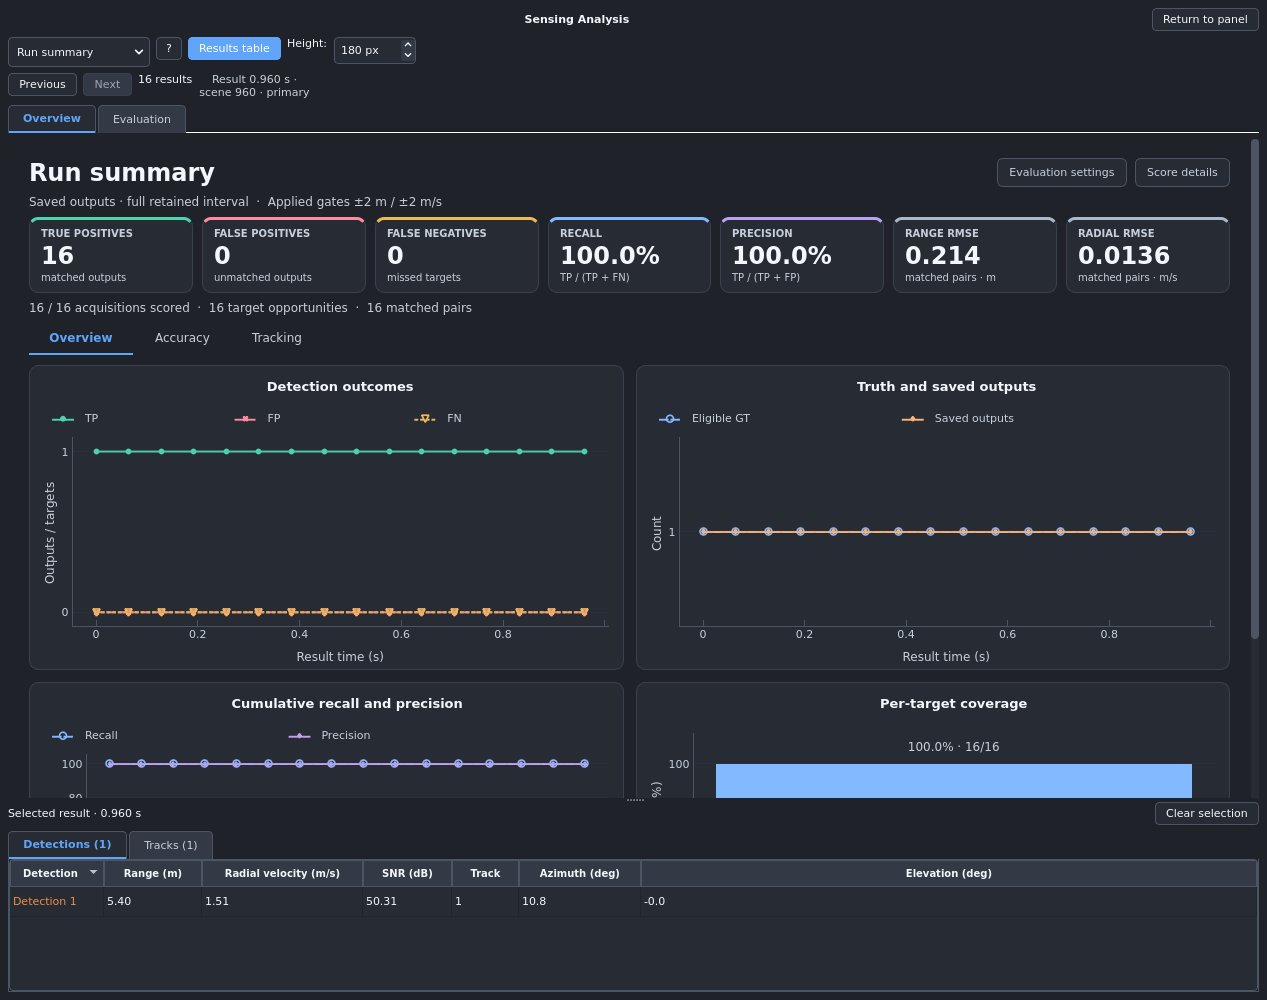 Sensing Analysis
Return to panel
Run summary
?
Results table
Height:
180 px
Previous
Next
16 results
Result 0.960 s ·
scene 960 · primary
Overview
Evaluation
Run summary
Evaluation settings
Score details
Saved outputs · full retained interval · Applied gates ±2 m / ±2 m/s
TRUE POSITIVES
16
matched outputs
FALSE POSITIVES
0
unmatched outputs
FALSE NEGATIVES
0
missed targets
RECALL
100.0%
TP / (TP + FN)
PRECISION
100.0%
TP / (TP + FP)
RANGE RMSE
0.214
matched pairs · m
RADIAL RMSE
0.0136
matched pairs · m/s
16 / 16 acquisitions scored · 16 target opportunities · 16 matched pairs
Overview
Accuracy
Tracking
Detection outcomes
TP
FP
FN
1
0
Outputs / targets
0
0.2
0.4
0.6
0.8
Result time (s)
Truth and saved outputs
Eligible GT
Saved outputs
1
Count
0
0.2
0.4
0.6
0.8
Result time (s)
Cumulative recall and precision
Recall
Precision
100
80
Per-target coverage
100.0% · 16/16
100
%)
Selected result · 0.960 s
Clear selection
Detections (1)
Tracks (1)
Detection
Range (m)
Radial velocity (m/s)
SNR (dB)
Track
Azimuth (deg)
Elevation (deg)
Detection 1
5.40
1.51
50.31
1
10.8
-0.0